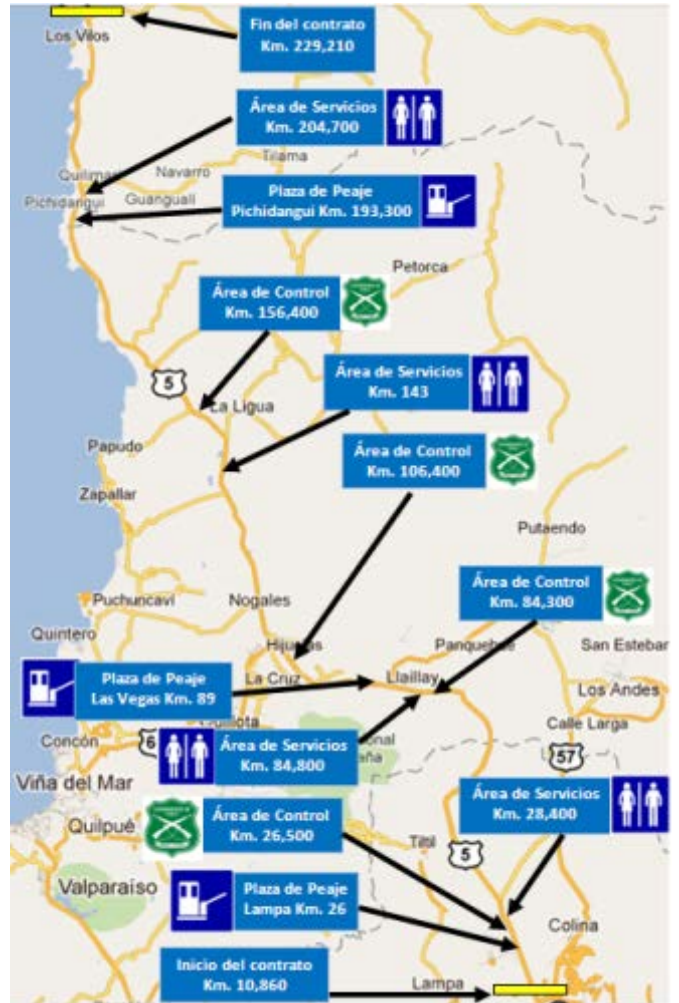 Fin del contrato
Km. 229,210
Los Vilos
Área de Servicios
Km. 204,700
Tilama
Navarro
Pichidangui
Guanguali
Plaza de Peaje
Pichidangui Km. 193,300
Petorca
Área de Control
Km. 156,400
5
La Ligua
Área de Servicios
Km. 143
Papudo
Área de Control
Km. 106,400
Zapallar
Putaendo
Área de Control
Km. 84,300
Puchuncaví
Nogales
Quintero
San Esteban
Plaza de Peaje
Las Vegas Km. 89
La Cruz
Llaillay
Los Andes
Calle Larga
Concón
6
57
Área de Servicios
Km. 84,800
Viña del Mar
Área de Servicios
Km. 28,400
Área de Control
Km. 26,500
Quilpué
Tiltil
5
Valparaíso
Plaza de Peaje
Lampa Km. 26
Colina
Inicio del contrato
Km. 10,860
Lampa